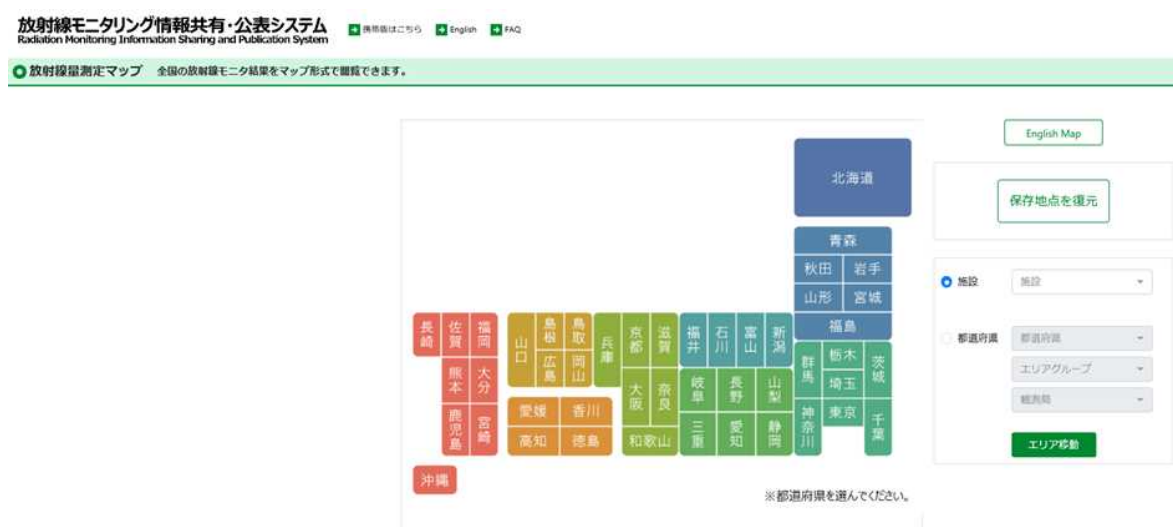 放射線モニタリング情報共有・公表システム
Radiation Monitoring Information Sharing and Publication System
携帯版はこちら English FAQ
放射線量測定マップ 全国の放射線モニタ結果をマップ形式で閲覧できます。
English Map
保存地点を復元
施設 施設
都道府県 都道府県
エリアグループ
観測局
エリア移動
北海道
青森
秋田 岩手
山形 宮城
福島
長崎 佐賀 福岡
熊本 大分
鹿児島 宮崎
沖縄
山口 島根 鳥取
広島 岡山
愛媛 香川
高知 徳島
兵庫 京都 滋賀
大阪 奈良
和歌山
福井 石川 富山 新潟
岐阜 長野 山梨
三重 愛知 静岡
群馬 栃木 茨城
埼玉
神奈川 東京 千葉
※都道府県を選んでください。